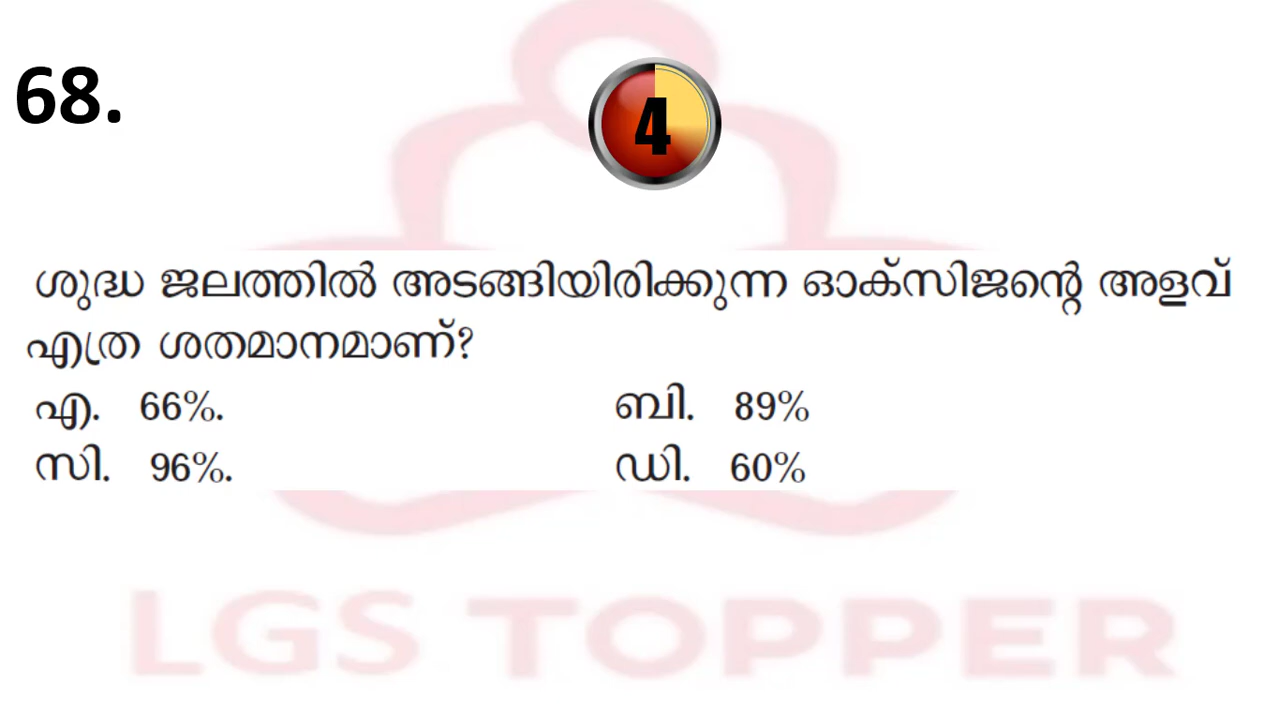 68.
4
ശുദ്ധ ജലത്തിൽ അടങ്ങിയിരിക്കുന്ന ഓക്സിജന്റെ അളവ്
എത്ര ശതമാനമാണ്?
എ. 66%. ബി. 89%
സി. 96%. ഡി. 60%
LGS TOPPER